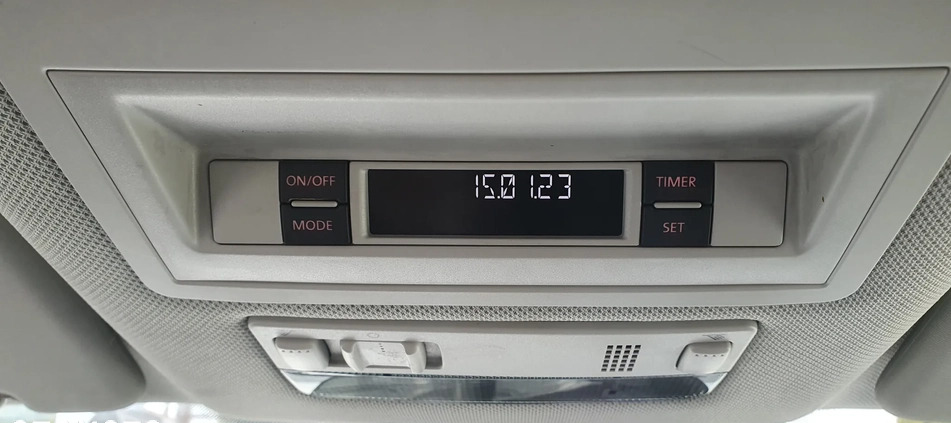 ON/OFF 15.01.23 TIMER
MODE SET